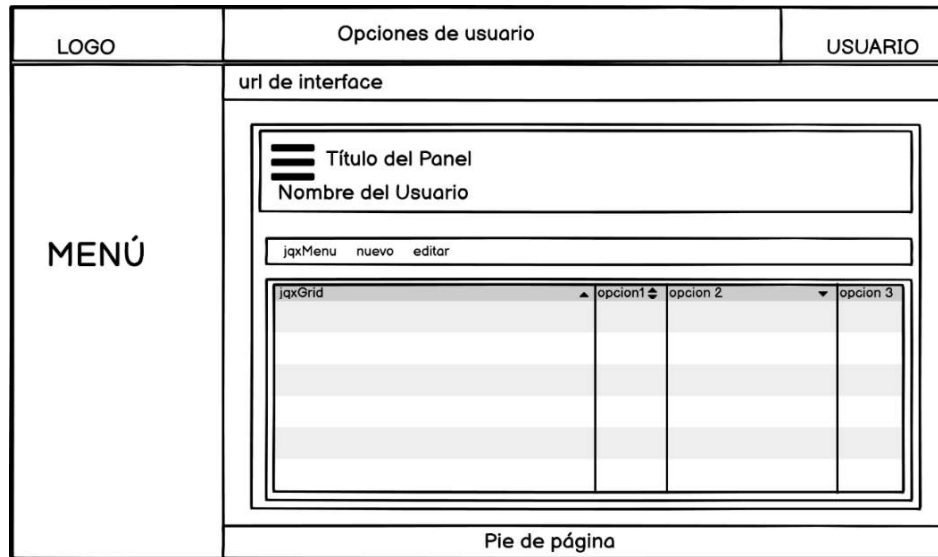 LOGO
Opciones de usuario
USUARIO
url de interface
MENÚ
Título del Panel
Nombre del Usuario
jqxMenu nuevo editar
jqxGrid opcion1 opcion 2 opcion 3
Pie de página